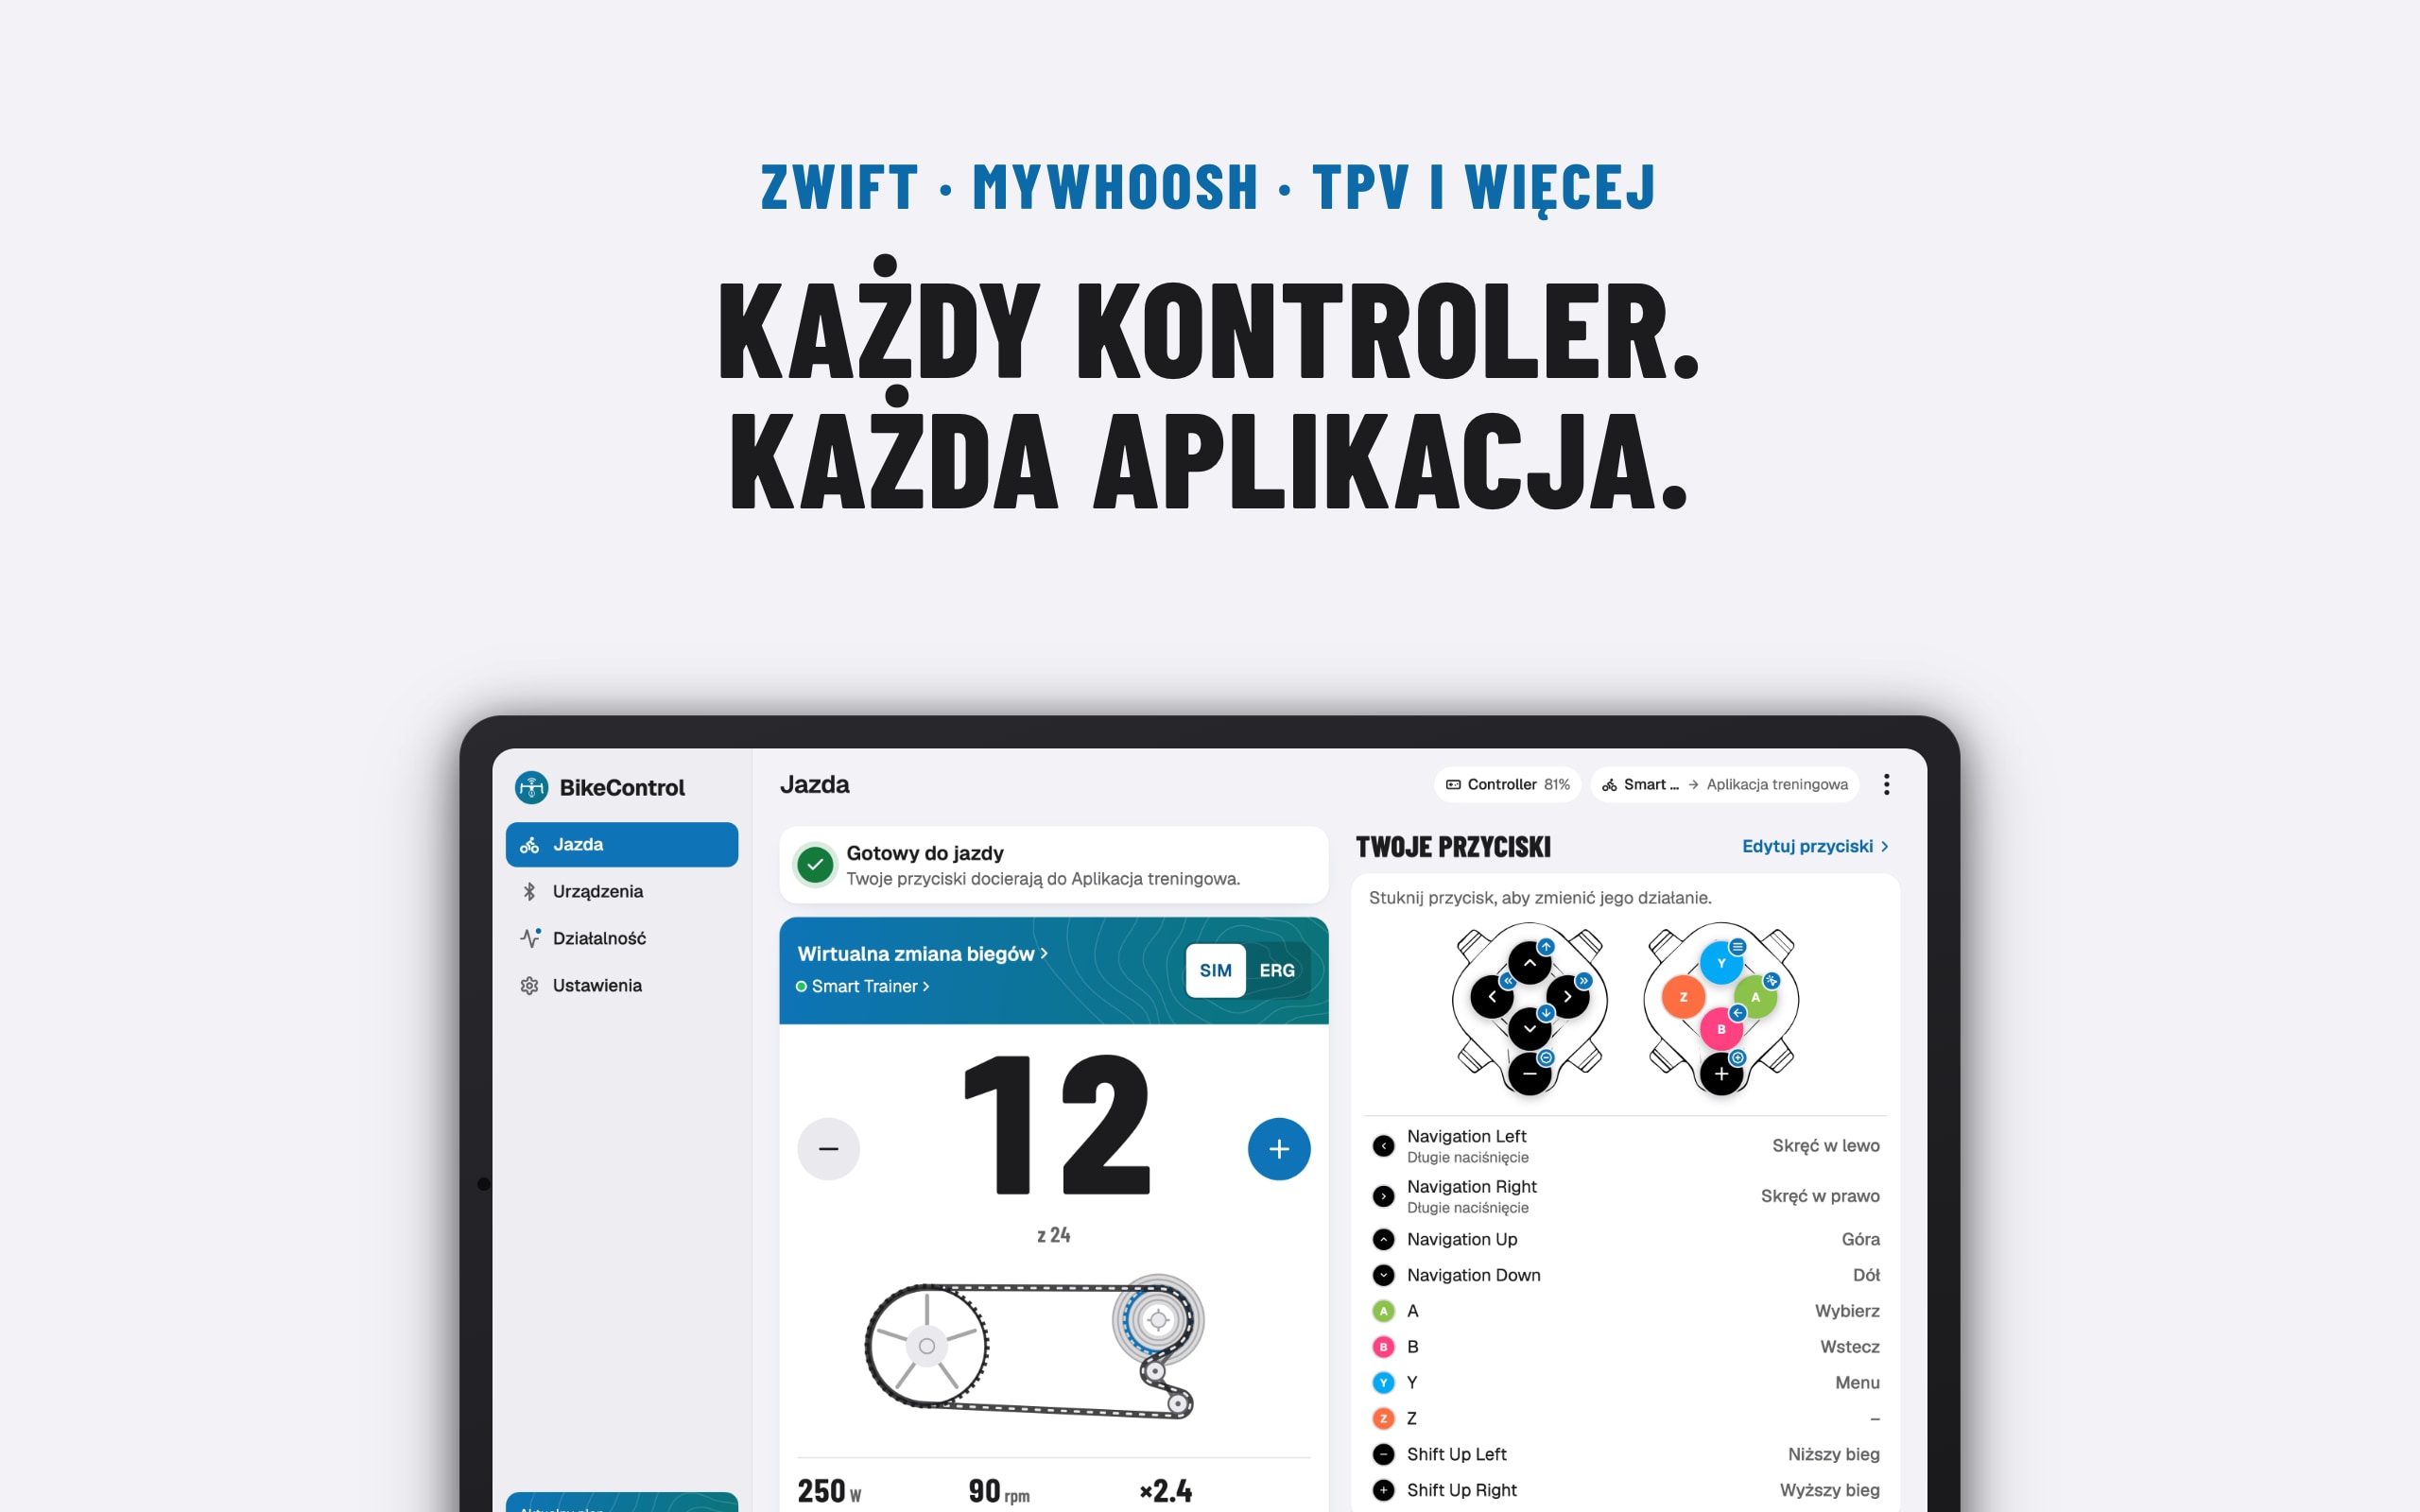 ZWIFT · MYWHOOSH · TPV I WIĘCEJ
KAŻDY KONTROLER.
KAŻDA APLIKACJA.
BikeControl
Jazda
Urządzenia
Działalność
Ustawienia
Jazda
Controller 81%
Smart ... → Aplikacja treningowa
Gotowy do jazdy
Twoje przyciski docierają do Aplikacja treningowa.
Wirtualna zmiana biegów
Smart Trainer
SIM ERG
12
z 24
250 W
90 rpm
×2.4
TWOJE PRZYCISKI
Edytuj przyciski
Stuknij przycisk, aby zmienić jego działanie.
Y
Z
A
B
Navigation Left
Długie naciśnięcie
Skręć w lewo
Navigation Right
Długie naciśnięcie
Skręć w prawo
Navigation Up
Góra
Navigation Down
Dół
A A Wybierz
B B Wstecz
Y Y Menu
Z Z –
Shift Up Left
Niższy bieg
Shift Up Right
Wyższy bieg